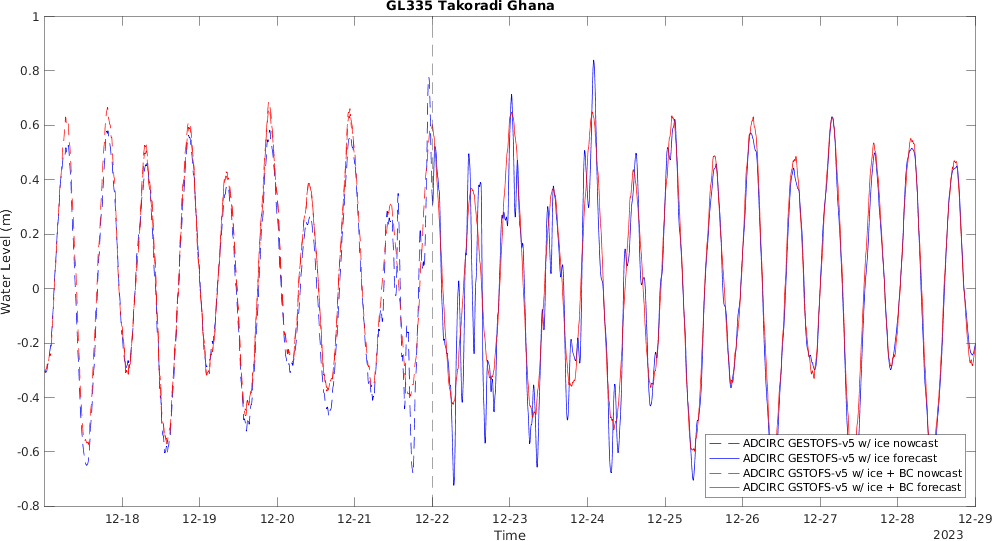 GL335 Takoradi Ghana
1
0.8
0.6
0.4
0.2
0
-0.2
-0.4
-0.6
-0.8
Water Level (m)
ADCIRC GESTOFS-v5 w/ ice nowcast
ADCIRC GESTOFS-v5 w/ ice forecast
ADCIRC GSTOFS-v5 w/ ice + BC nowcast
ADCIRC GSTOFS-v5 w/ ice + BC forecast
12-18 12-19 12-20 12-21 12-22 12-23 12-24 12-25 12-26 12-27 12-28 12-29
Time
2023